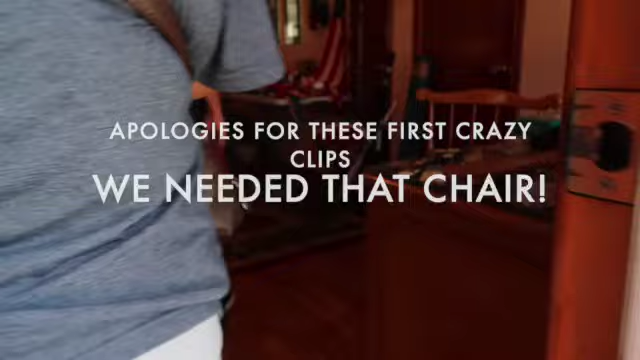 APOLOGIES FOR THESE FIRST CRAZY
CLIPS
WE NEEDED THAT CHAIR!